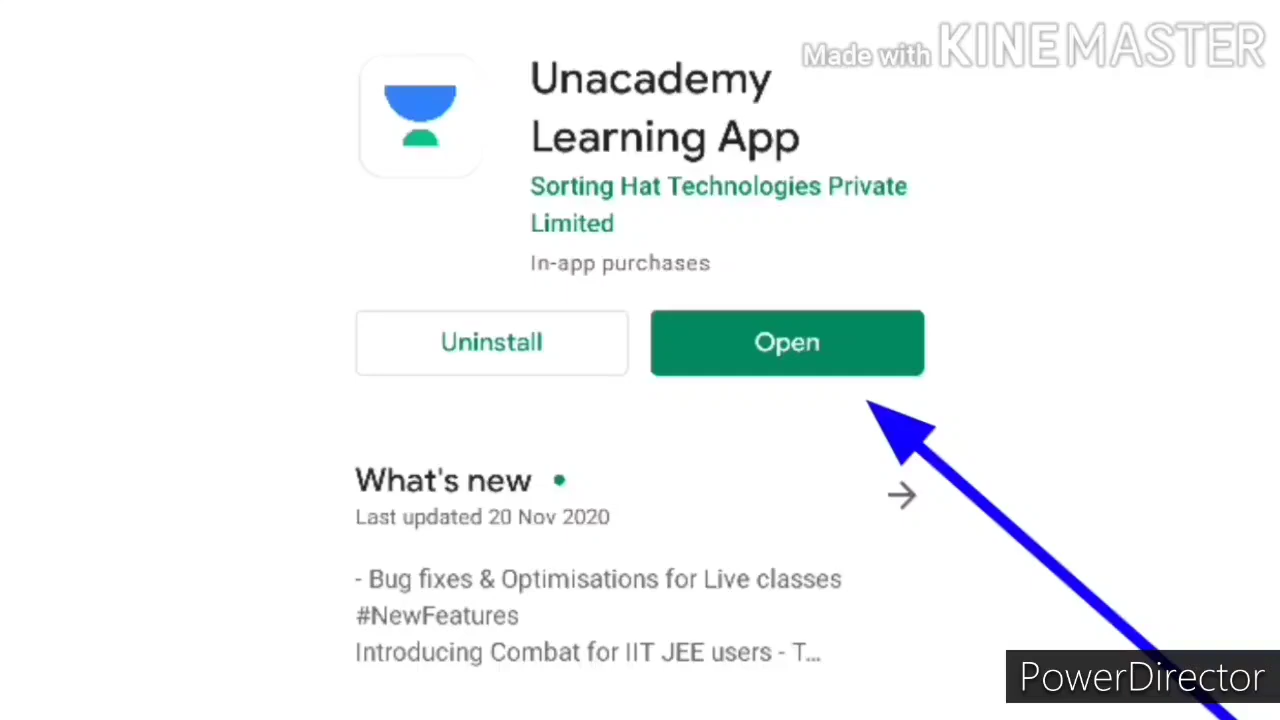 Made with KINEMASTER
Unacademy
Learning App
Sorting Hat Technologies Private
Limited
In-app purchases
Uninstall
Open
What's new
Last updated 20 Nov 2020
- Bug fixes & Optimisations for Live classes
#NewFeatures
Introducing Combat for IIT JEE users - T...
PowerDirector